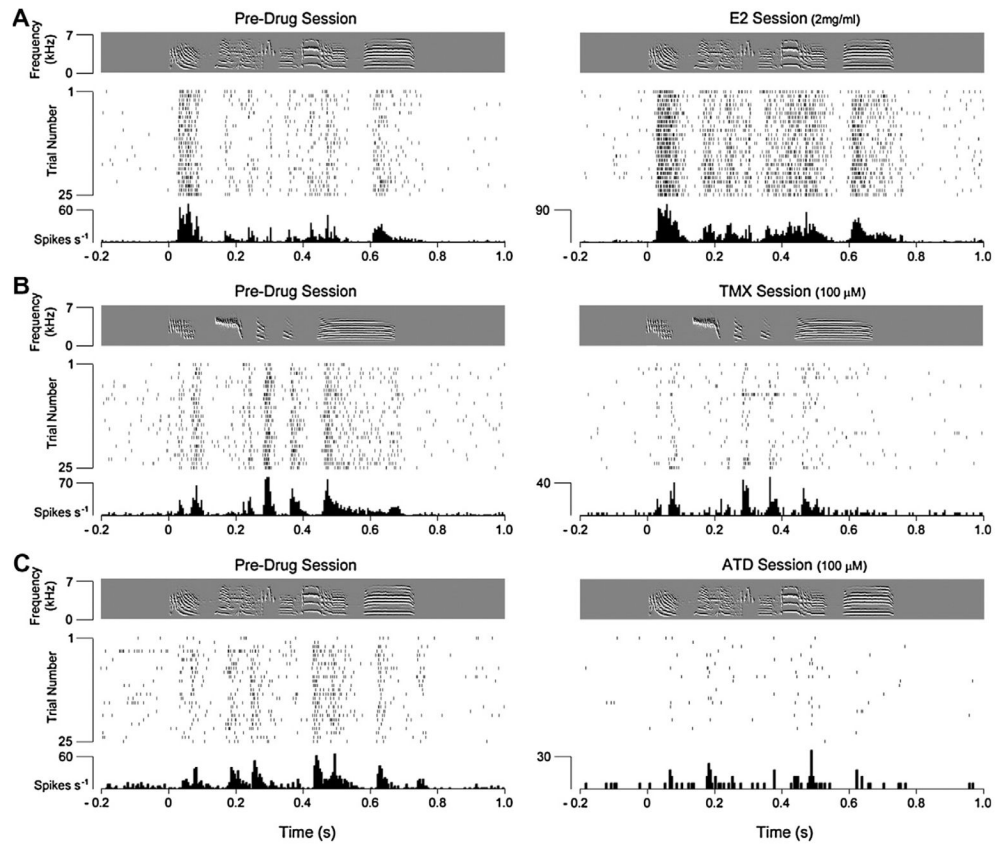 A
Pre-Drug Session
E2 Session (2mg/ml)
Frequency (kHz)
7
0
Trial Number
1
25
60
Spikes s-1
90
- 0.2 0 0.2 0.4 0.6 0.8 1.0
- 0.2 0 0.2 0.4 0.6 0.8 1.0
B
Pre-Drug Session
TMX Session (100 µM)
Frequency (kHz)
7
0
Trial Number
1
25
70
Spikes s-1
40
- 0.2 0 0.2 0.4 0.6 0.8 1.0
- 0.2 0 0.2 0.4 0.6 0.8 1.0
C
Pre-Drug Session
ATD Session (100 µM)
Frequency (kHz)
7
0
Trial Number
1
25
60
Spikes s-1
30
- 0.2 0 0.2 0.4 0.6 0.8 1.0
- 0.2 0 0.2 0.4 0.6 0.8 1.0
Time (s)
Time (s)